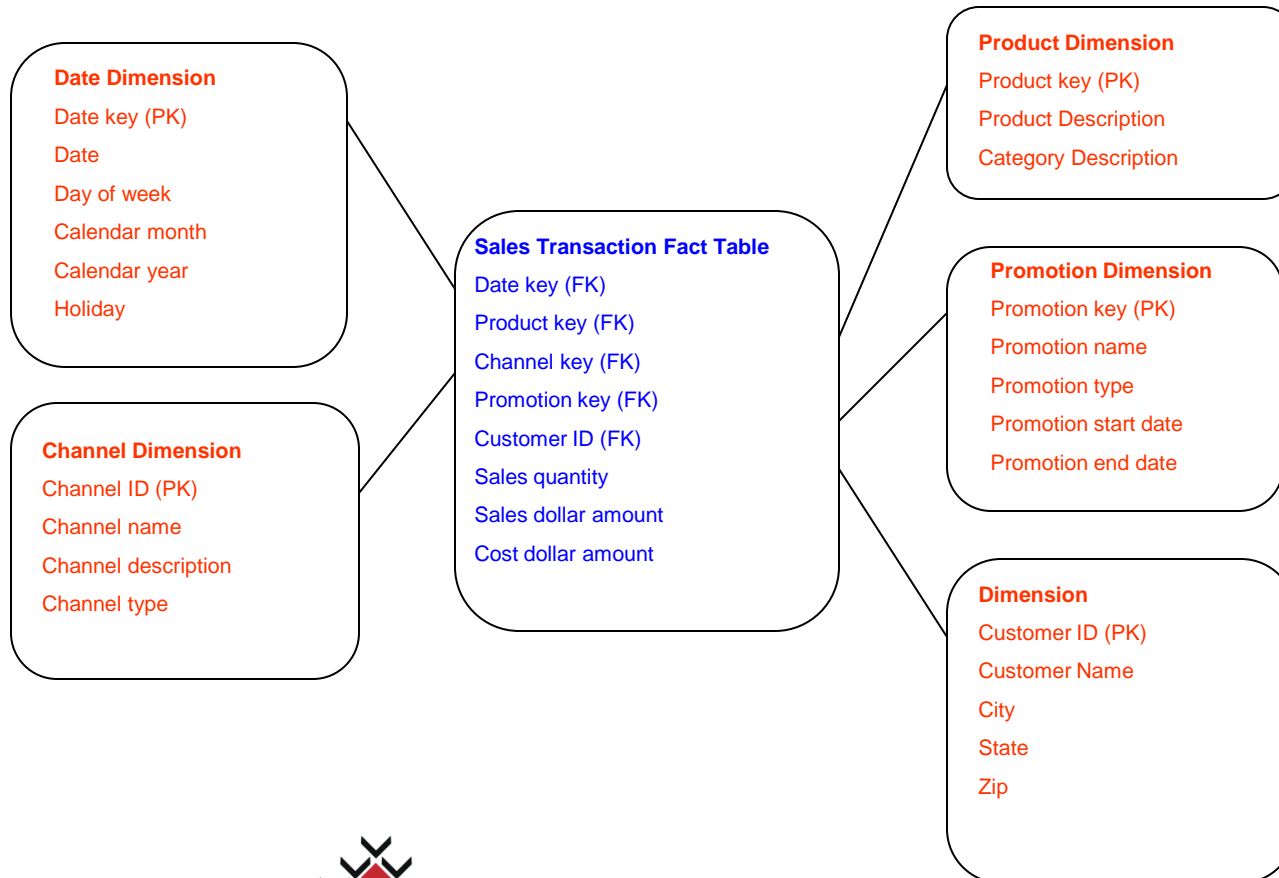 Date Dimension
Date key (PK)
Date
Day of week
Calendar month
Calendar year
Holiday
Channel Dimension
Channel ID (PK)
Channel name
Channel description
Channel type
Sales Transaction Fact Table
Date key (FK)
Product key (FK)
Channel key (FK)
Promotion key (FK)
Customer ID (FK)
Sales quantity
Sales dollar amount
Cost dollar amount
Product Dimension
Product key (PK)
Product Description
Category Description
Promotion Dimension
Promotion key (PK)
Promotion name
Promotion type
Promotion start date
Promotion end date
Dimension
Customer ID (PK)
Customer Name
City
State
Zip